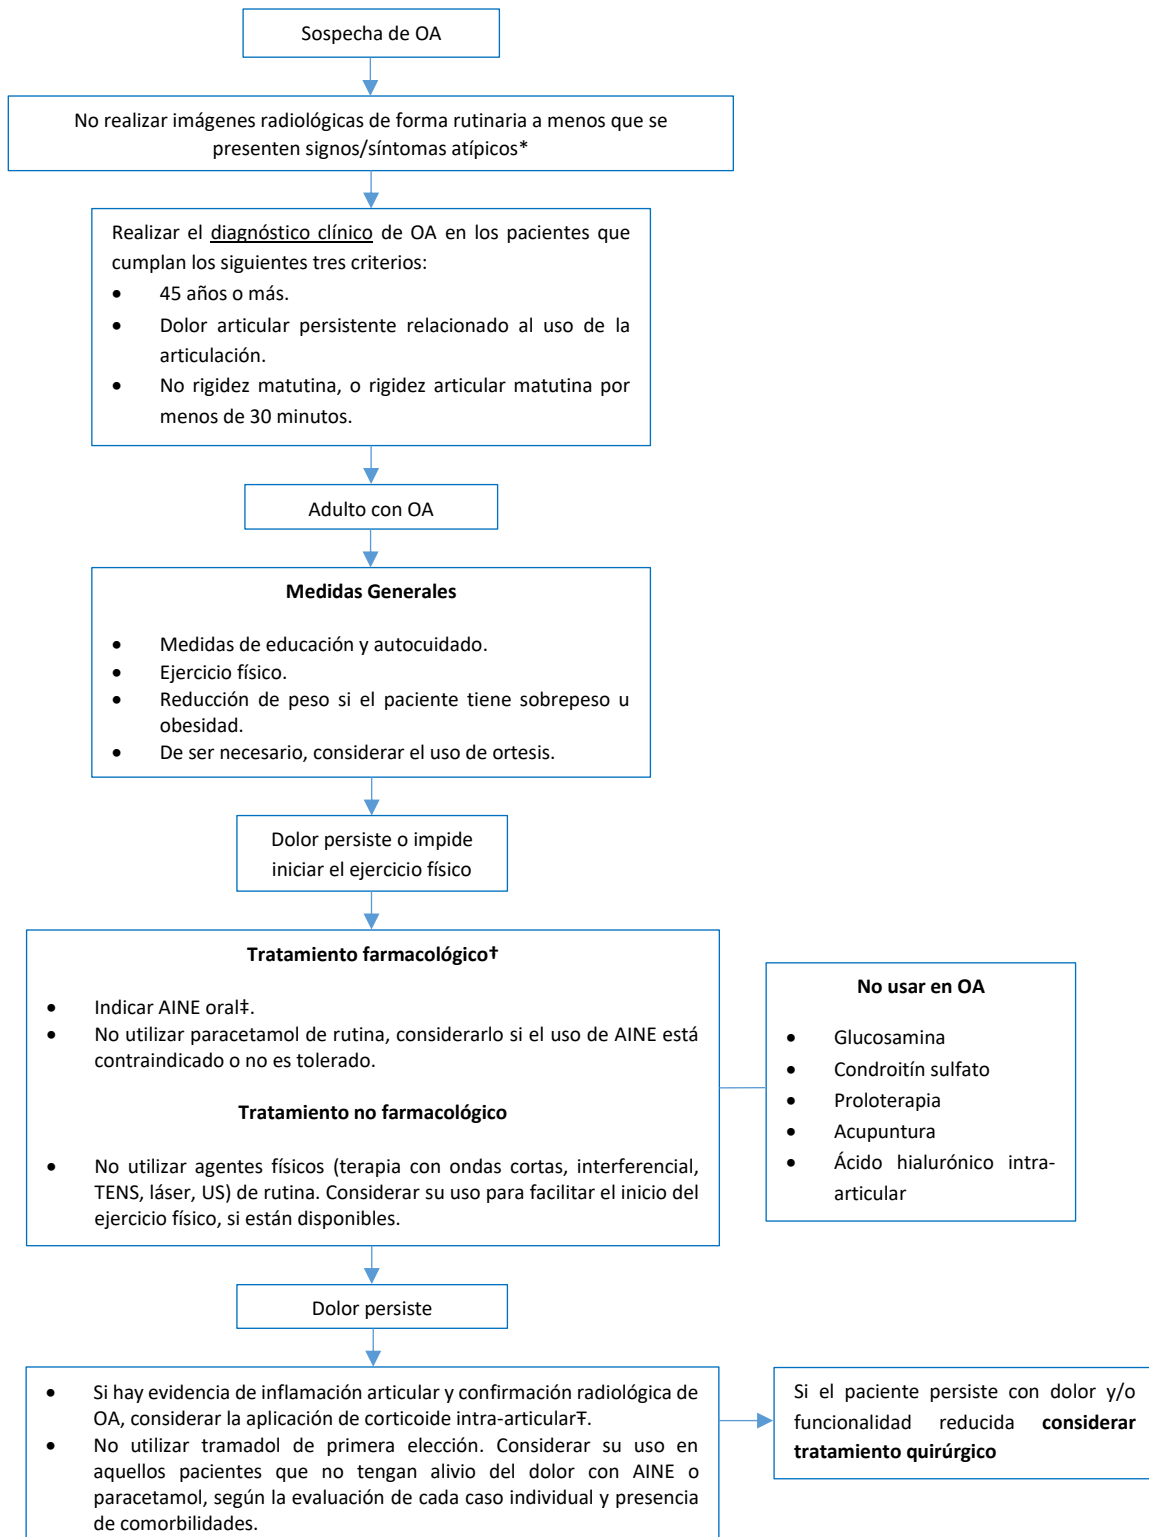 Sospecha de OA
No realizar imágenes radiológicas de forma rutinaria a menos que se
presenten signos/síntomas atípicos*
Realizar el diagnóstico clínico de OA en los pacientes que
cumplan los siguientes tres criterios:
• 45 años o más.
• Dolor articular persistente relacionado al uso de la
articulación.
• No rigidez matutina, o rigidez articular matutina por
menos de 30 minutos.
Adulto con OA
Medidas Generales
• Medidas de educación y autocuidado.
• Ejercicio físico.
• Reducción de peso si el paciente tiene sobrepeso u
obesidad.
• De ser necesario, considerar el uso de ortesis.
Dolor persiste o impide
iniciar el ejercicio físico
Tratamiento farmacológico†
• Indicar AINE oral‡.
• No utilizar paracetamol de rutina, considerarlo si el uso de AINE está
contraindicado o no es tolerado.
Tratamiento no farmacológico
• No utilizar agentes físicos (terapia con ondas cortas, interferencial,
TENS, láser, US) de rutina. Considerar su uso para facilitar el inicio del
ejercicio físico, si están disponibles.
No usar en OA
• Glucosamina
• Condroitín sulfato
• Proloterapia
• Acupuntura
• Ácido hialurónico intra-
articular
Dolor persiste
• Si hay evidencia de inflamación articular y confirmación radiológica de
OA, considerar la aplicación de corticoide intra-articularŦ.
• No utilizar tramadol de primera elección. Considerar su uso en
aquellos pacientes que no tengan alivio del dolor con AINE o
paracetamol, según la evaluación de cada caso individual y presencia
de comorbilidades.
Si el paciente persiste con dolor y/o
funcionalidad reducida considerar
tratamiento quirúrgico